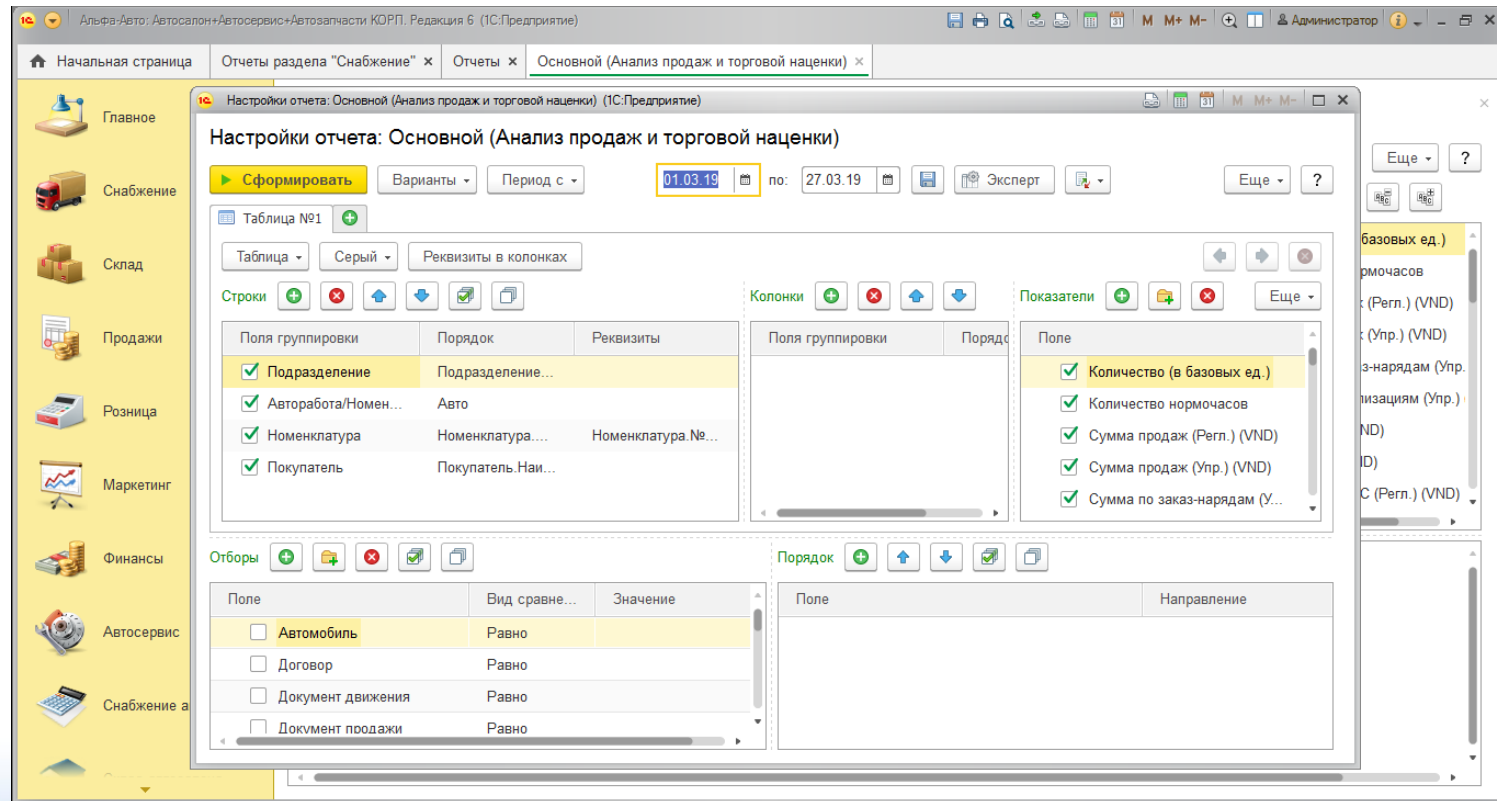 Альфа-Авто: Автосалон+Автосервис+Автозапчасти КОРП. Редакция 6 (1С:Предприятие)
M M+ M- Администратор
Начальная страница Отчеты раздела "Снабжение" × Отчеты × Основной (Анализ продаж и торговой наценки) ×
Главное
Снабжение
Склад
Продажи
Розница
Маркетинг
Финансы
Автосервис
Снабжение а
Настройки отчета: Основной (Анализ продаж и торговой наценки) (1С:Предприятие) M M+ M-
Настройки отчета: Основной (Анализ продаж и торговой наценки)
Сформировать Варианты Период с 01.03.19 по: 27.03.19 Эксперт Еще ?
Таблица №1
Таблица Серый Реквизиты в колонках
Строки Колонки Показатели Еще
Поля группировки Порядок Реквизиты Поля группировки Порядо Поле
Подразделение Подразделение... Количество (в базовых ед.)
Авторабота/Номен... Авто Количество нормочасов
Номенклатура Номенклатура.... Номенклатура.№... Сумма продаж (Регл.) (VND)
Покупатель Покупатель.Наи... Сумма продаж (Упр.) (VND)
Сумма по заказ-нарядам (У...
Отборы Порядок
Поле Вид сравне... Значение Поле Направление
Автомобиль Равно
Договор Равно
Документ движения Равно
Документ продажи Равно
Еще ?
базовых ед.)
рмочасов
(Регл.) (VND)
(Упр.) (VND)
з-нарядам (Упр.
изациям (Упр.)
ND)
D)
С (Регл.) (VND)